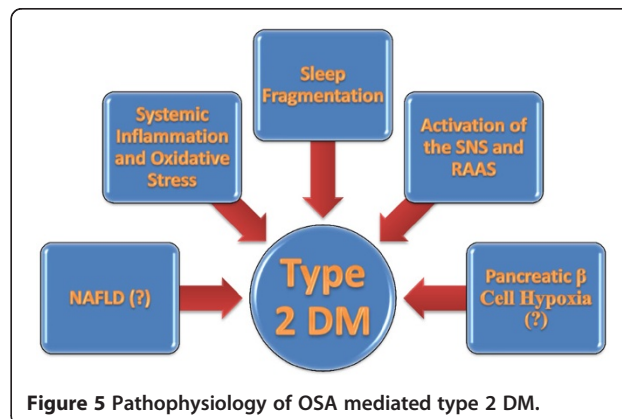 Sleep
Fragmentation
Systemic
Inflammation
and Oxidative
Stress
Activation of
the SNS and
RAAS
NAFLD (?)
Type
2 DM
Pancreatic β
Cell Hypoxia
(?)
Figure 5 Pathophysiology of OSA mediated type 2 DM.